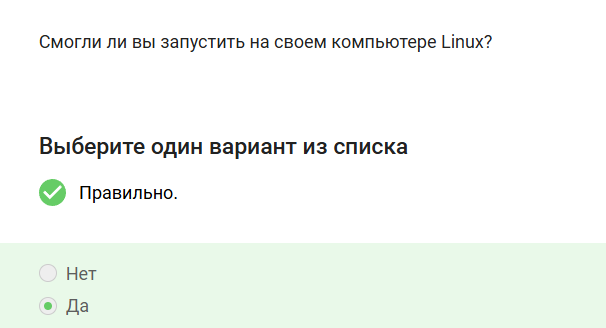 Смогли ли вы запустить на своем компьютере Linux?
Выберите один вариант из списка
Правильно.
Нет
Да